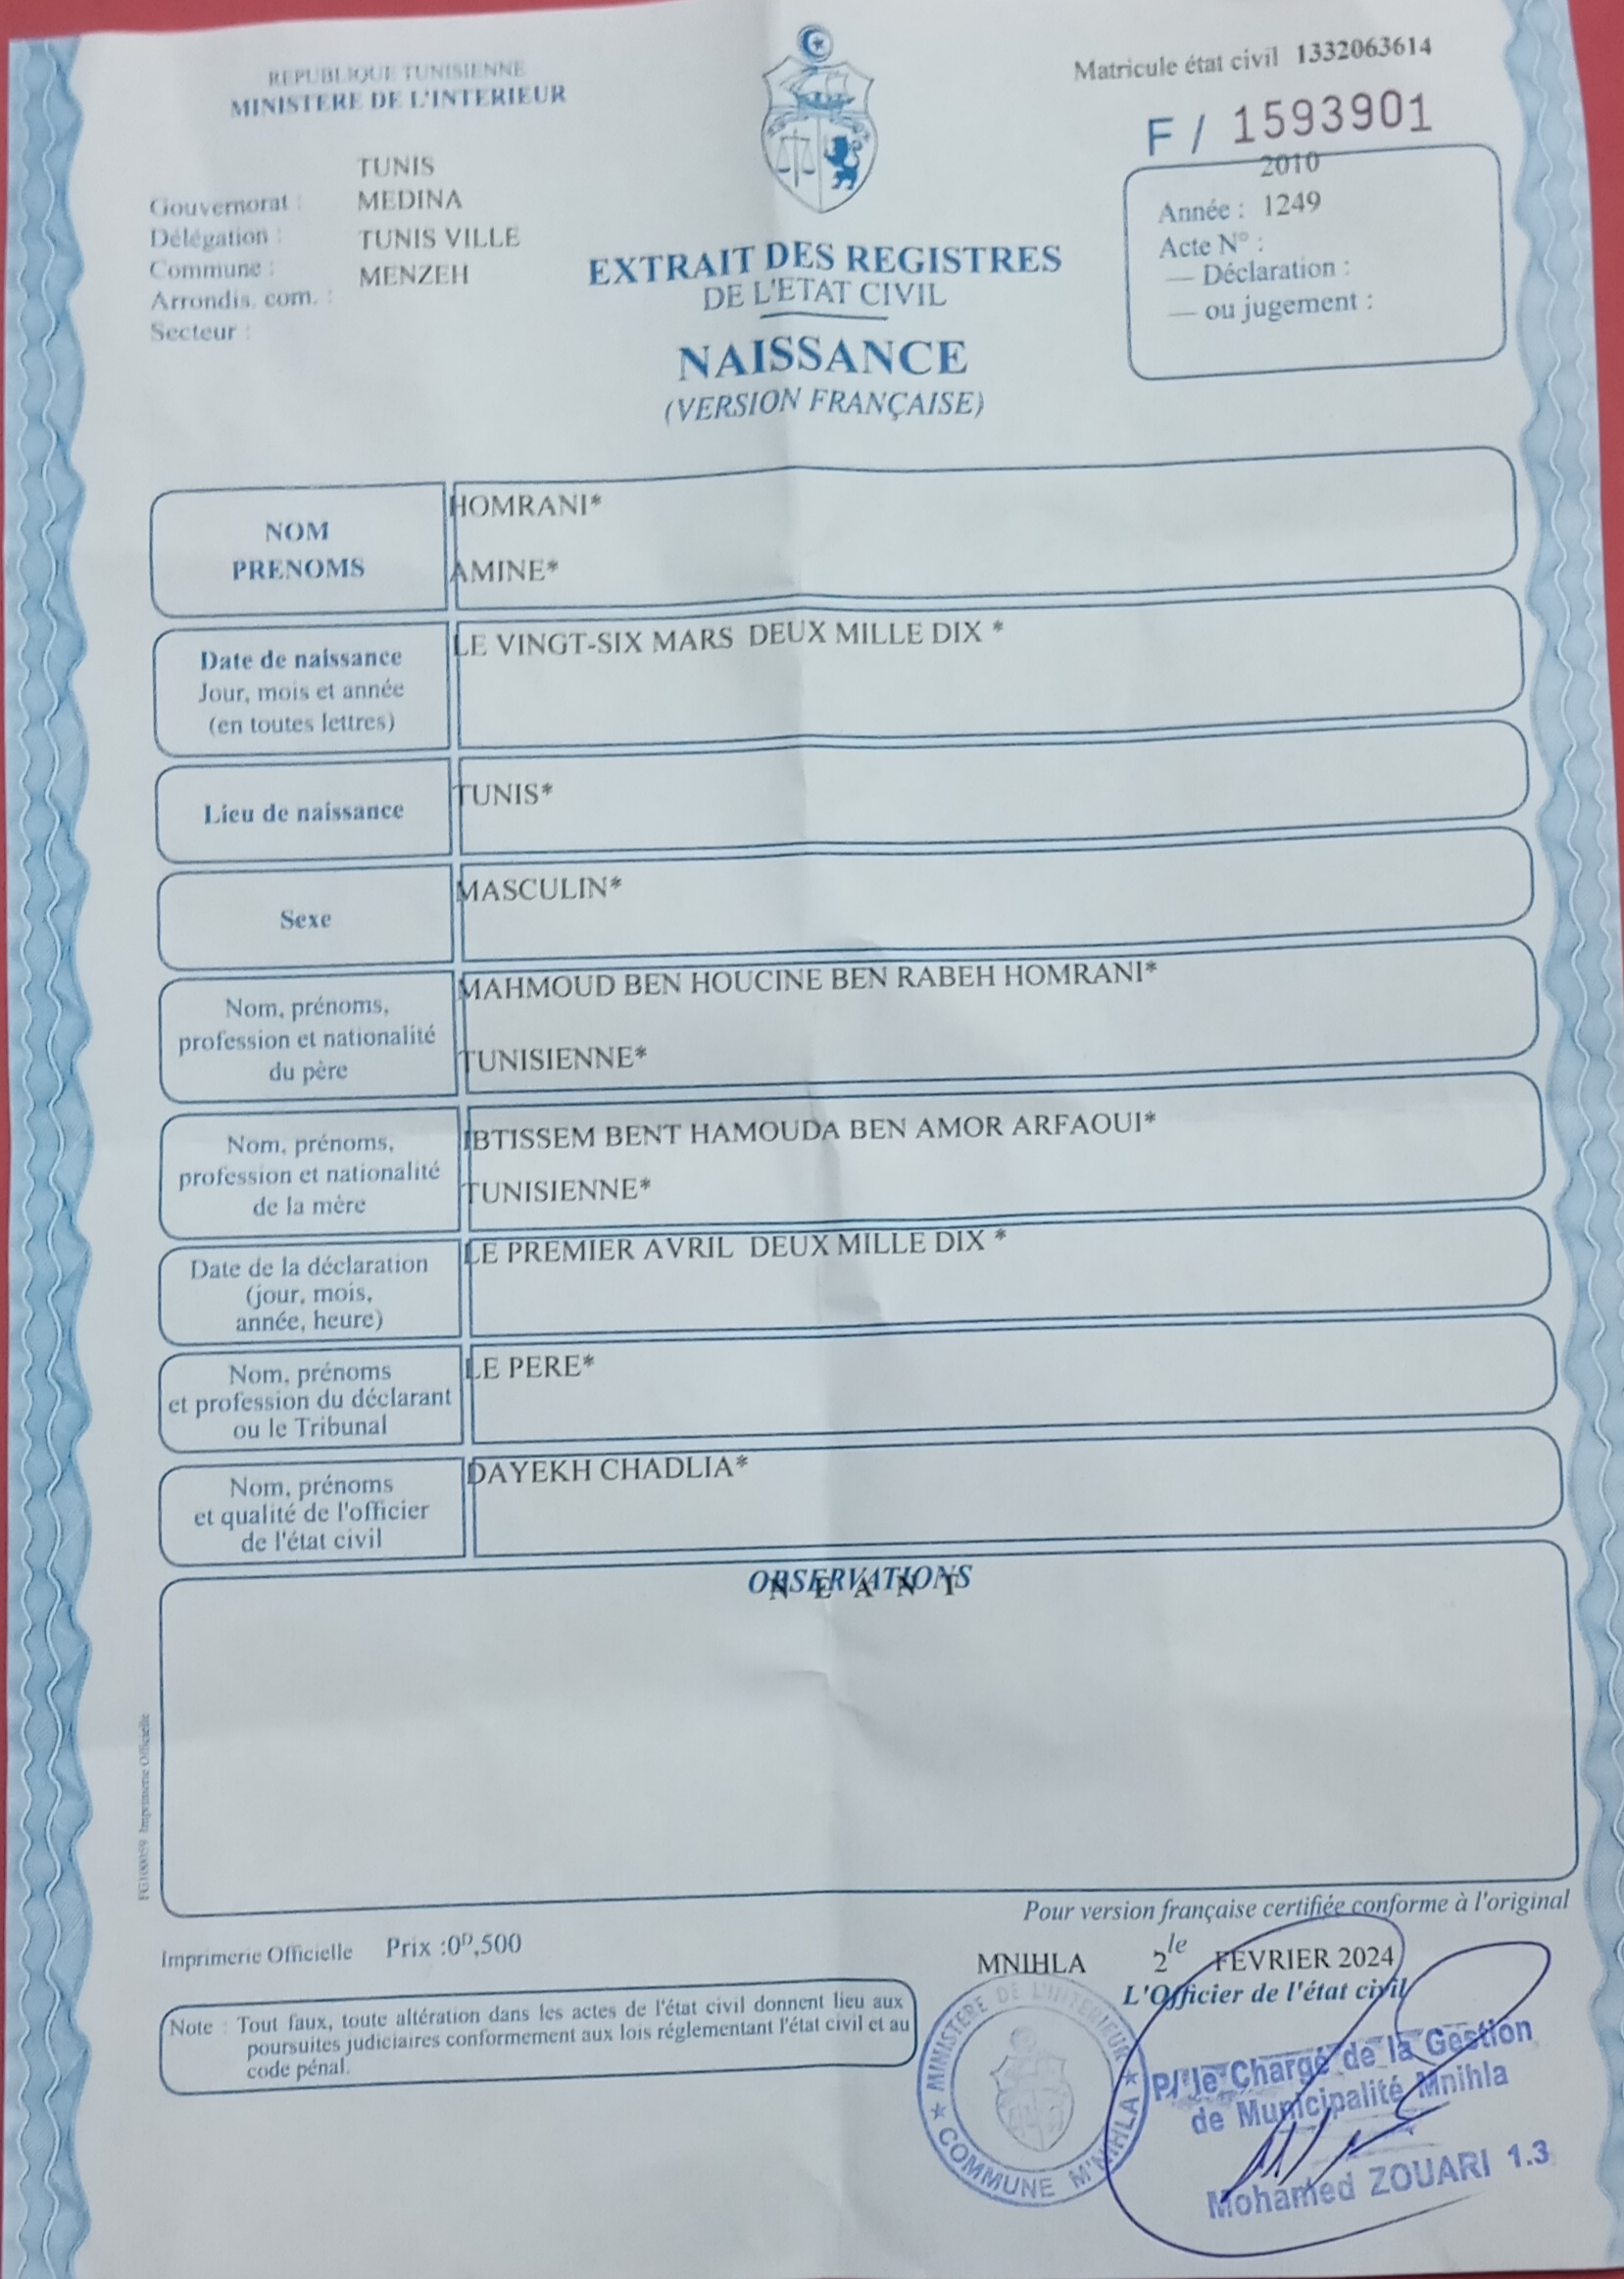 REPUBLIQUE TUNISIENNE
MINISTERE DE L'INTERIEUR
Matricule état civil 1332063614
F / 1593901
TUNIS
Gouvernorat : MEDINA
Délégation : TUNIS VILLE
Commune : MENZEH
Arrondis. com. :
Secteur :
2010
Année : 1249
Acte N° :
— Déclaration :
— ou jugement :
EXTRAIT DES REGISTRES
DE L'ETAT CIVIL
NAISSANCE
(VERSION FRANÇAISE)
NOM HOMRANI*
PRENOMS AMINE*
Date de naissance
Jour, mois et année
(en toutes lettres)
LE VINGT-SIX MARS DEUX MILLE DIX *
Lieu de naissance
TUNIS*
Sexe
MASCULIN*
Nom, prénoms,
profession et nationalité
du père
MAHMOUD BEN HOUCINE BEN RABEH HOMRANI*
TUNISIENNE*
Nom, prénoms,
profession et nationalité
de la mère
IBTISSEM BENT HAMOUDA BEN AMOR ARFAOUI*
TUNISIENNE*
Date de la déclaration
(jour, mois,
année, heure)
LE PREMIER AVRIL DEUX MILLE DIX *
Nom, prénoms
et profession du déclarant
ou le Tribunal
LE PERE*
Nom, prénoms
et qualité de l'officier
de l'état civil
DAYEKH CHADLIA*
OBSERVATIONS
N E A N T
FG100059 Imprimerie Officielle
Pour version française certifiée conforme à l'original
Imprimerie Officielle Prix :0ᴰ,500
MNIHLA le 2 FEVRIER 2024
L'Officier de l'état civil
Note : Tout faux, toute altération dans les actes de l'état civil donnent lieu aux
poursuites judiciaires conformement aux lois réglementant l'état civil et au
code pénal.
★ MINISTERE DE L'INTERIEUR ★
COMMUNE M'NIHLA
P/ le Chargé de la Gestion
de Municipalité Mnihla
Mohamed ZOUARI 1.3